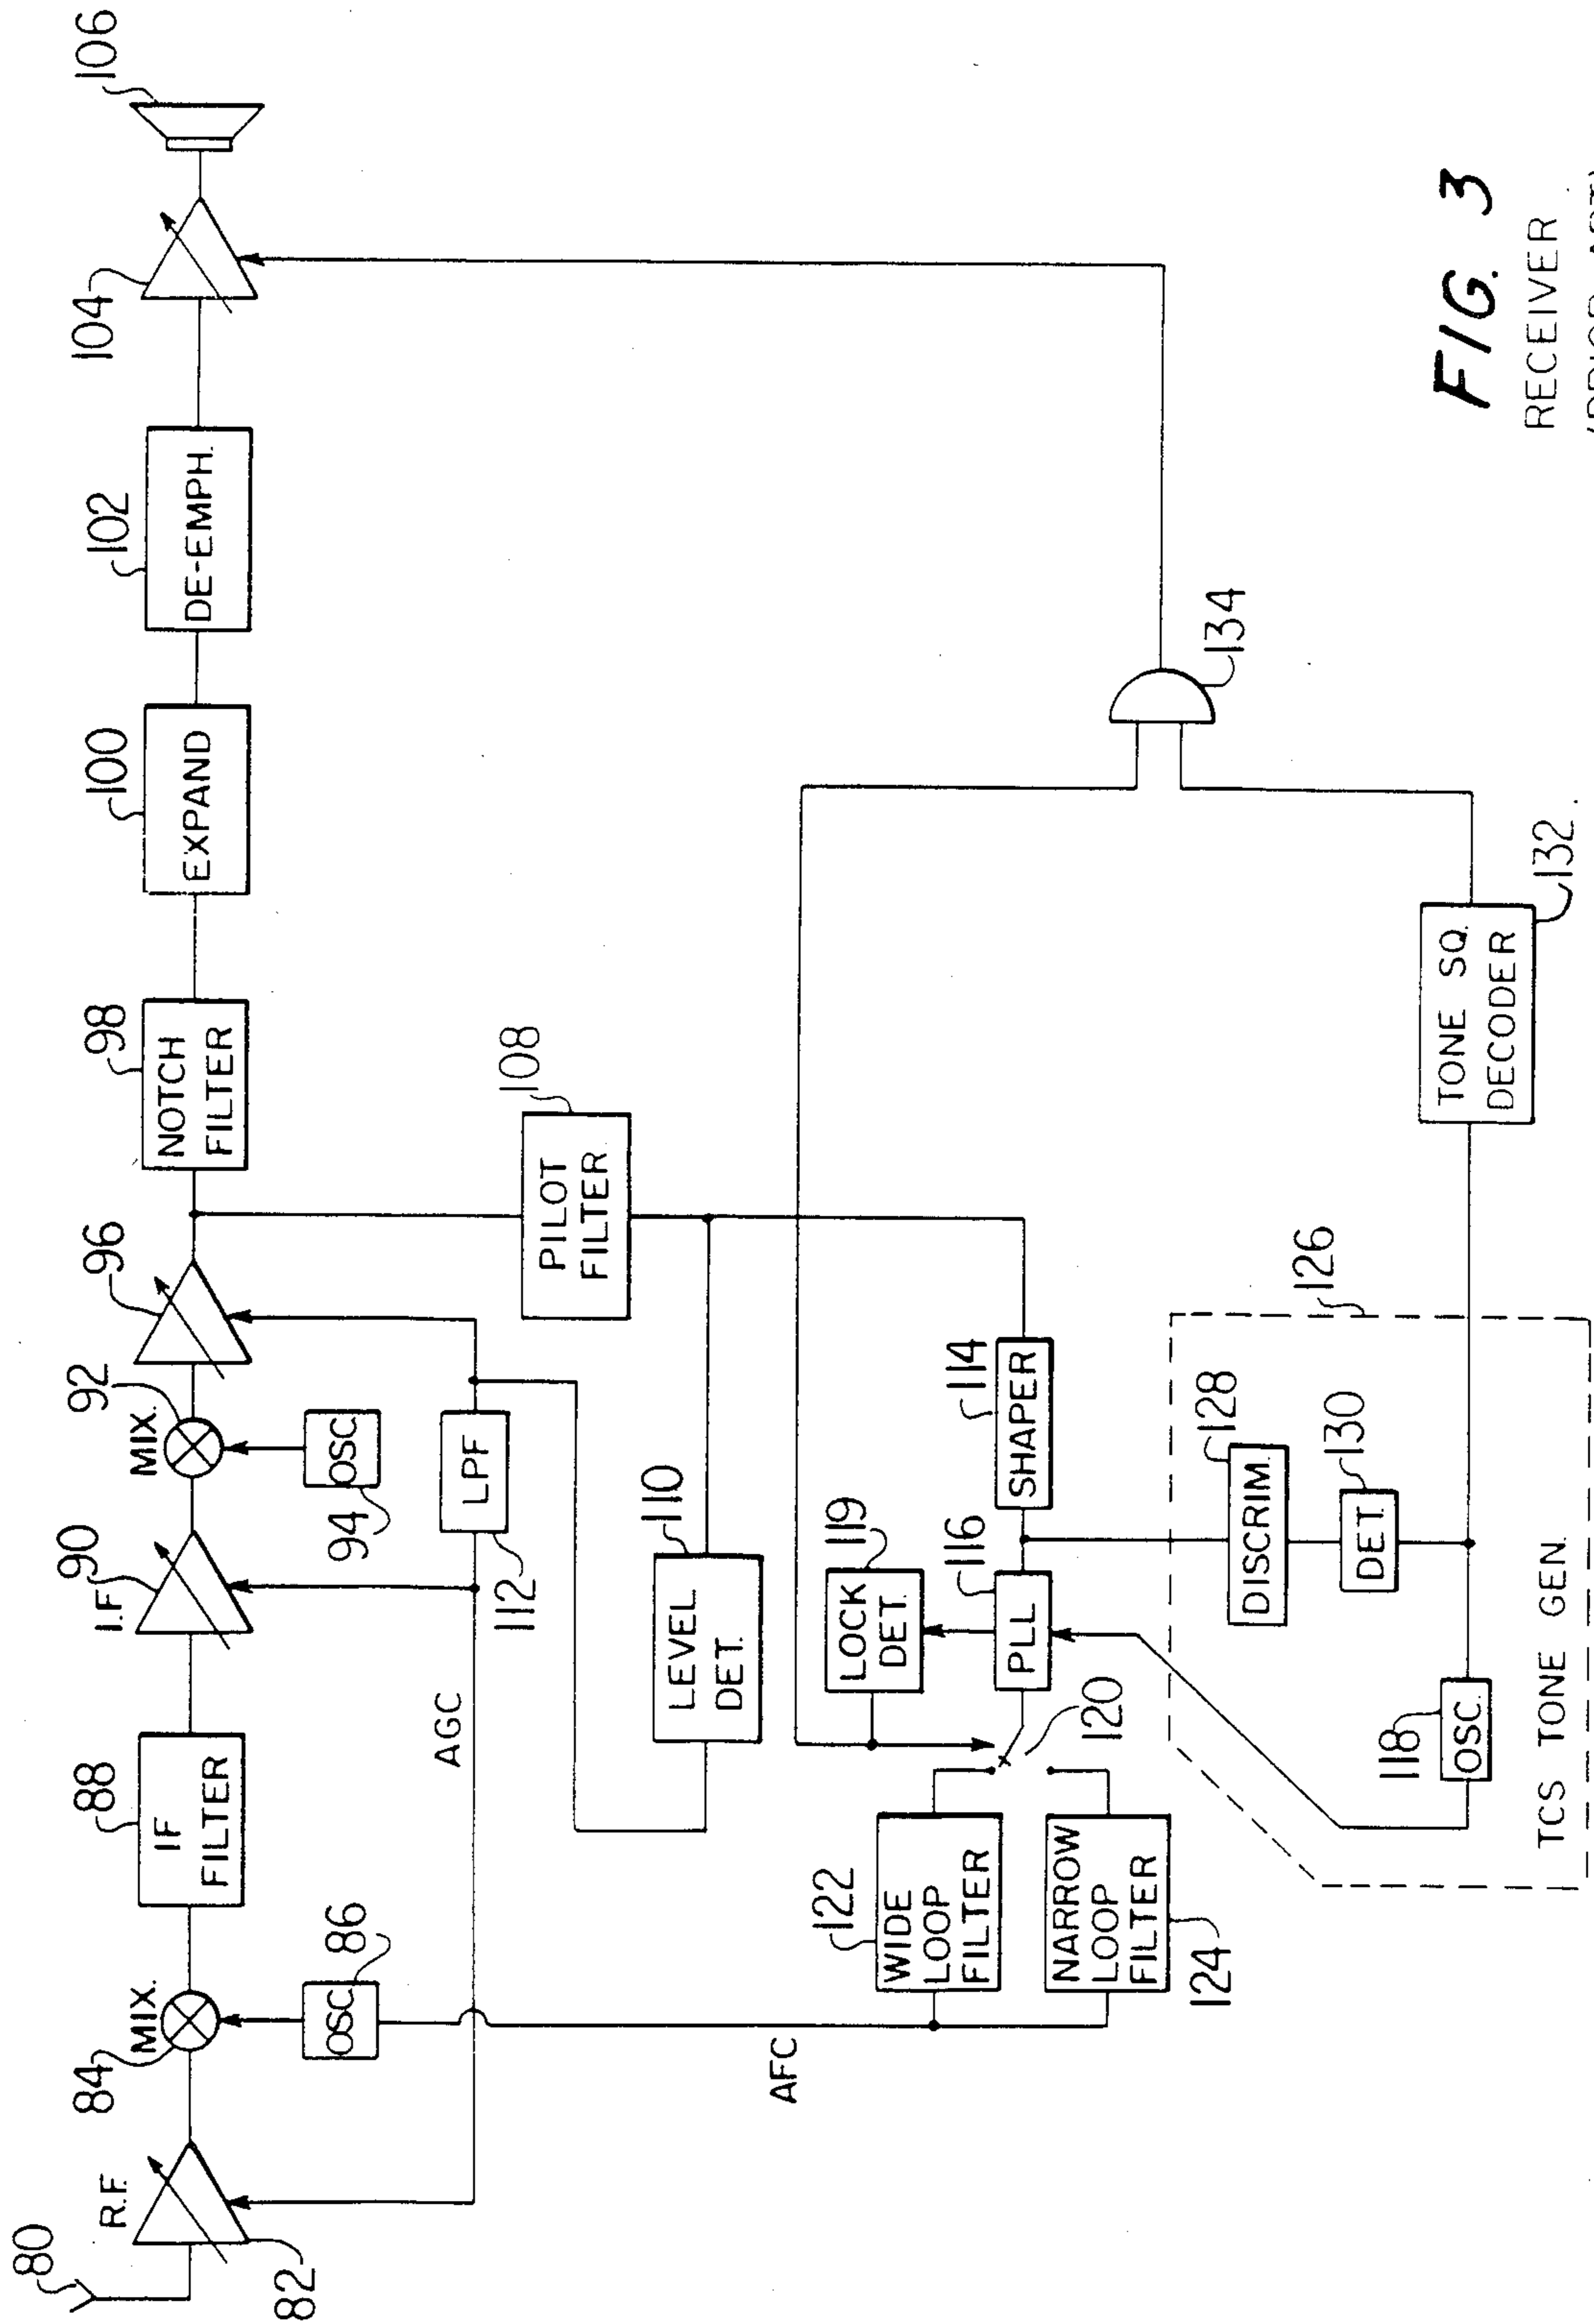 80
R.F.
82
84
MIX.
OSC
86
88
IF
FILTER
90
I.F
MIX.
92
OSC
94
96
98
NOTCH
FILTER
100
EXPAND
102
DE-EMPH.
104
106
AGC
LPF
112
AFC
108
PILOT
FILTER
110
LEVEL
DET.
114
SHAPER
116
PLL
119
LOCK
DET.
120
122
WIDE
LOOP
FILTER
NARROW
LOOP
FILTER
124
126
128
DISCRIM.
130
DET.
118
OSC.
TCS TONE GEN.
TONE SQ.
DECODER
132
134
FIG. 3
RECEIVER